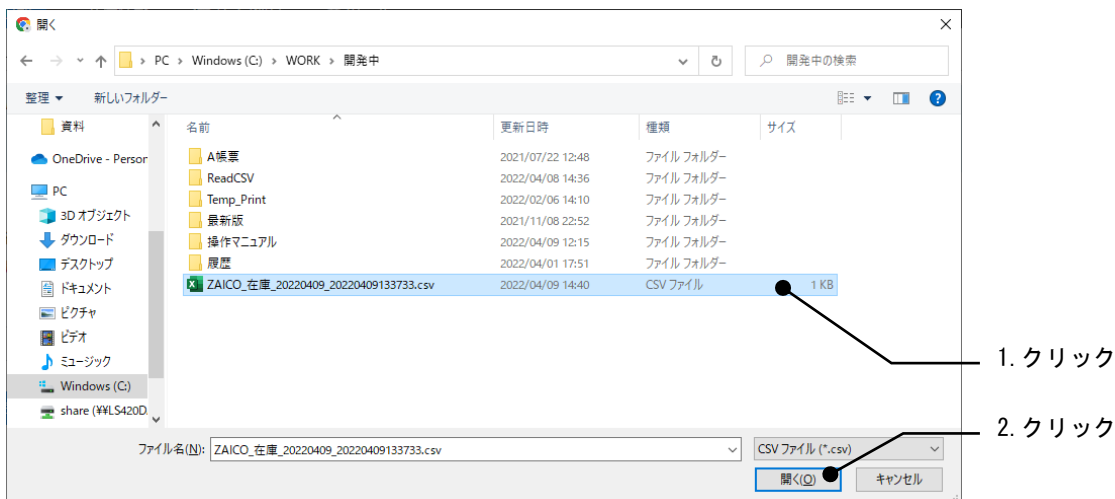 開く
PC › Windows (C:) › WORK › 開発中
開発中の検索
整理 新しいフォルダー
名前 更新日時 種類 サイズ
資料
OneDrive - Person
PC
3D オブジェクト
ダウンロード
デスクトップ
ドキュメント
ピクチャ
ビデオ
ミュージック
Windows (C:)
share (¥¥LS420D
A帳票 2021/07/22 12:48 ファイル フォルダー
ReadCSV 2022/04/08 14:36 ファイル フォルダー
Temp_Print 2022/02/06 14:10 ファイル フォルダー
最新版 2021/11/08 22:52 ファイル フォルダー
操作マニュアル 2022/04/09 12:15 ファイル フォルダー
履歴 2022/04/01 17:51 ファイル フォルダー
ZAICO_在庫_20220409_20220409133733.csv 2022/04/09 14:40 CSV ファイル 1 KB
1.クリック
2.クリック
ファイル名(N): ZAICO_在庫_20220409_20220409133733.csv CSV ファイル (*.csv)
開く(O) キャンセル